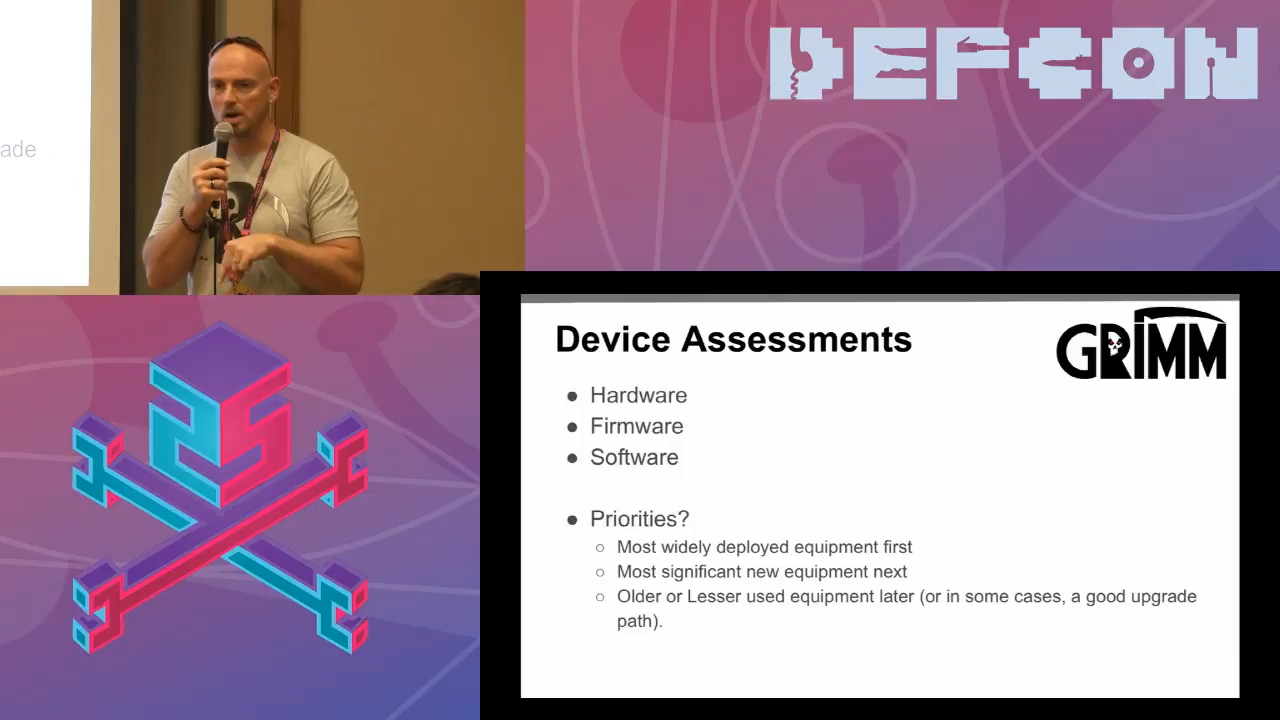 ade
DEFCON
Device Assessments
GRIMM
● Hardware
● Firmware
● Software
● Priorities?
○ Most widely deployed equipment first
○ Most significant new equipment next
○ Older or Lesser used equipment later (or in some cases, a good upgrade
path).